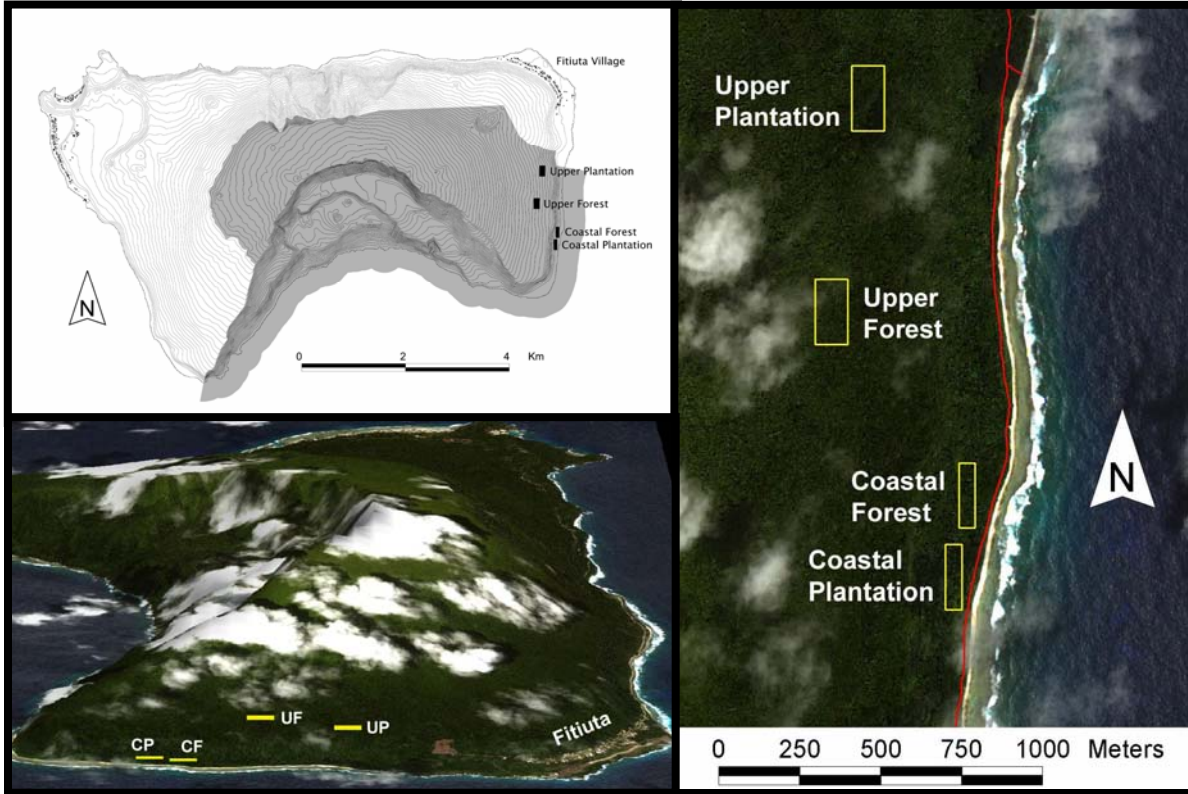 Fitiuta Village
Upper Plantation
Upper Forest
Coastal Forest
Coastal Plantation
N
0 2 4 Km
UF
UP
CP CF
Fitiuta
Upper
Plantation
Upper
Forest
Coastal
Forest
Coastal
Plantation
N
0 250 500 750 1000 Meters